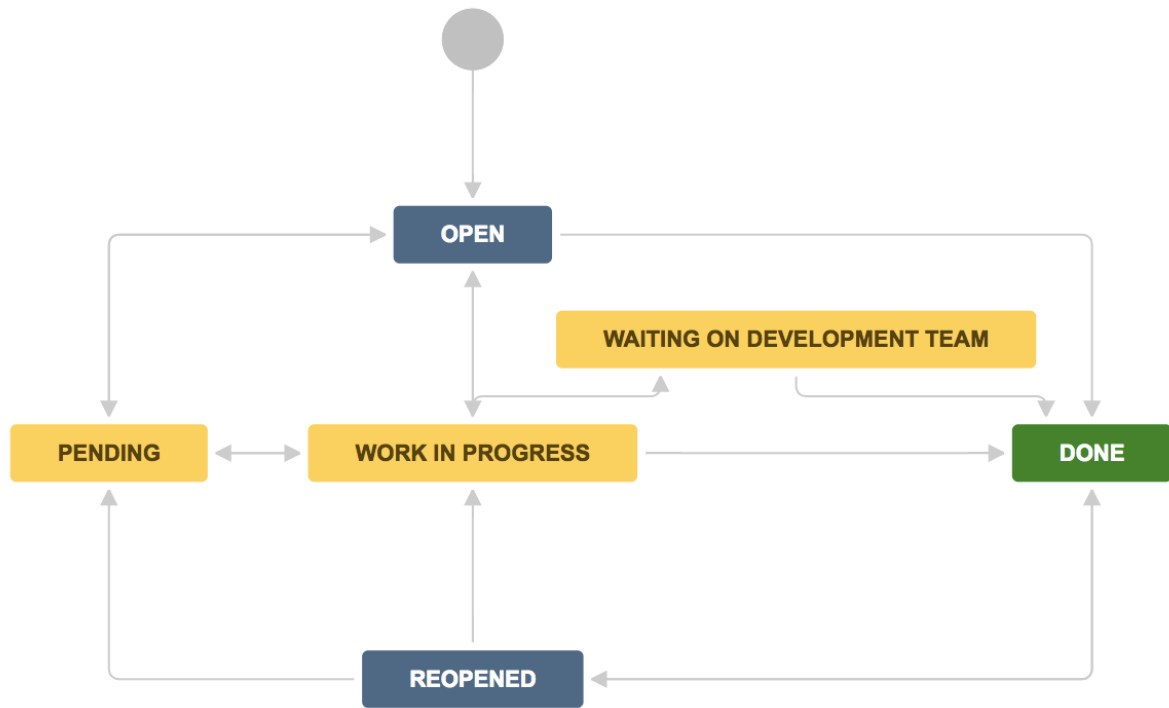 OPEN
WAITING ON DEVELOPMENT TEAM
PENDING
WORK IN PROGRESS
DONE
REOPENED